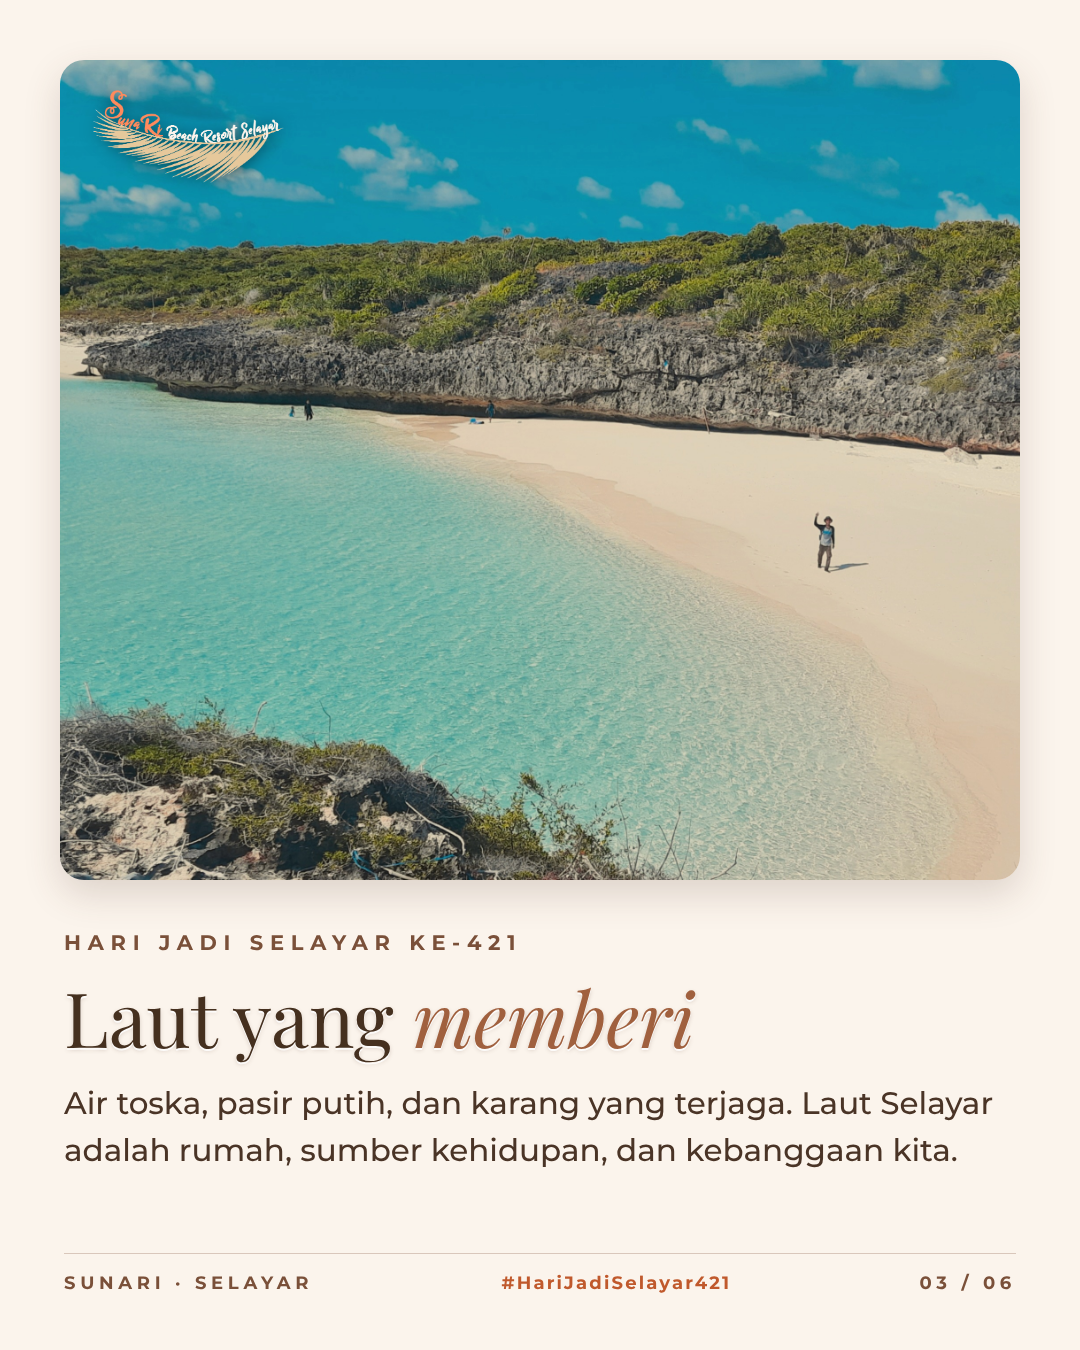 SunaRi Beach Resort Selayar
HARI JADI SELAYAR KE-421
Laut yang memberi
Air toska, pasir putih, dan karang yang terjaga. Laut Selayar
adalah rumah, sumber kehidupan, dan kebanggaan kita.
SUNARI · SELAYAR
#HariJadiSelayar421
03 / 06